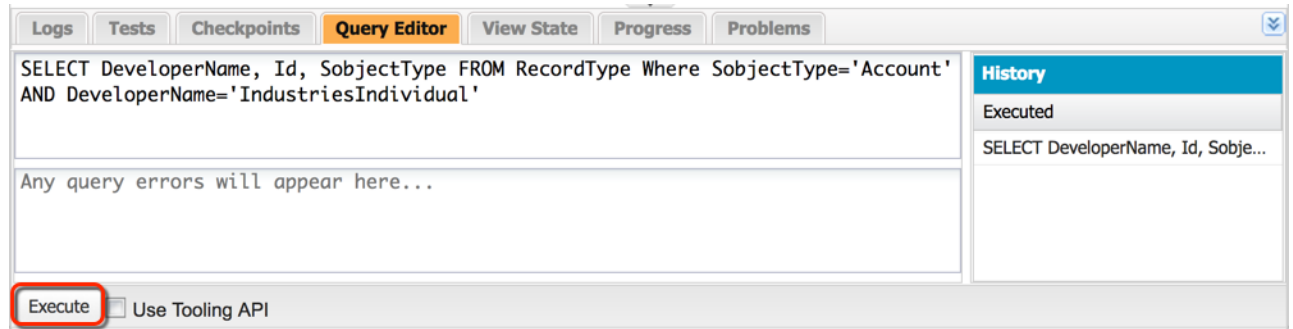 Logs Tests Checkpoints Query Editor View State Progress Problems
SELECT DeveloperName, Id, SobjectType FROM RecordType Where SobjectType='Account'
AND DeveloperName='IndustriesIndividual'
Any query errors will appear here...
History
Executed
SELECT DeveloperName, Id, Sobje...
Execute Use Tooling API